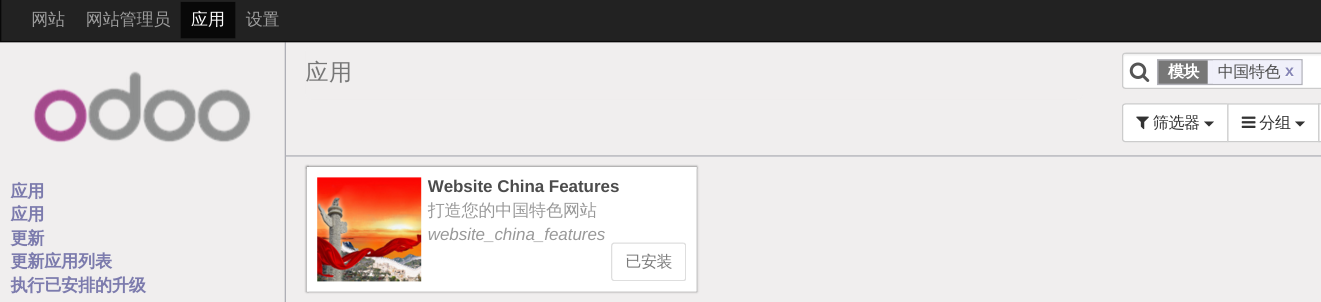 网站 网站管理员 应用 设置
odoo
应用
模块 中国特色 x
筛选器 分组
应用
应用
更新
更新应用列表
执行已安排的升级
Website China Features
打造您的中国特色网站
website_china_features
已安装